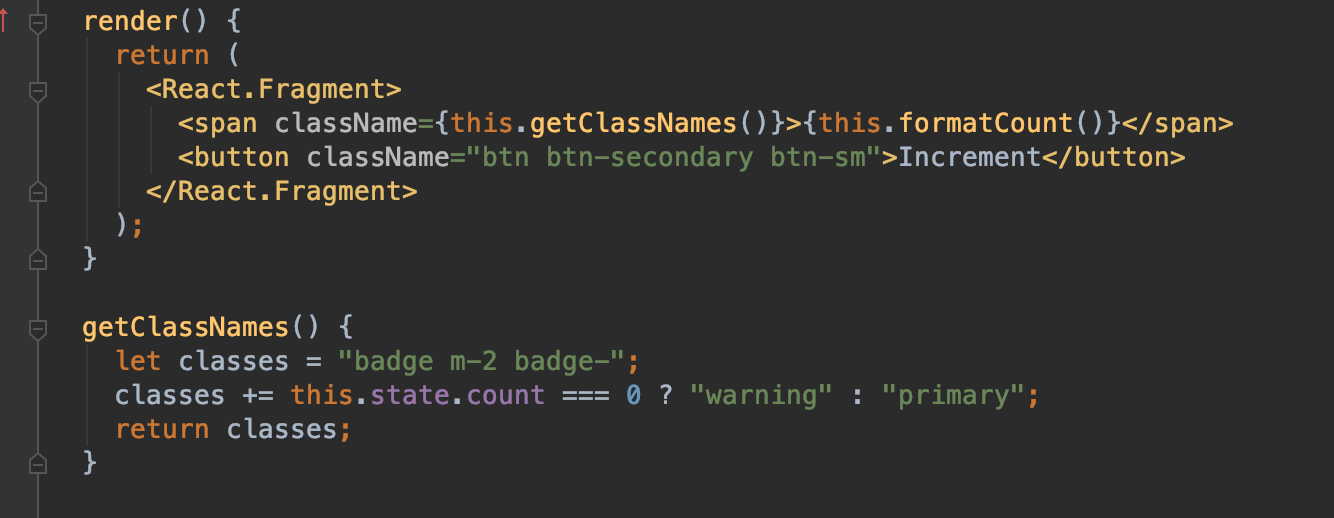 render() {
return (
<React.Fragment>
<span className={this.getClassNames()}>{this.formatCount()}</span>
<button className="btn btn-secondary btn-sm">Increment</button>
</React.Fragment>
);
}
getClassNames() {
let classes = "badge m-2 badge-";
classes += this.state.count === 0 ? "warning" : "primary";
return classes;
}